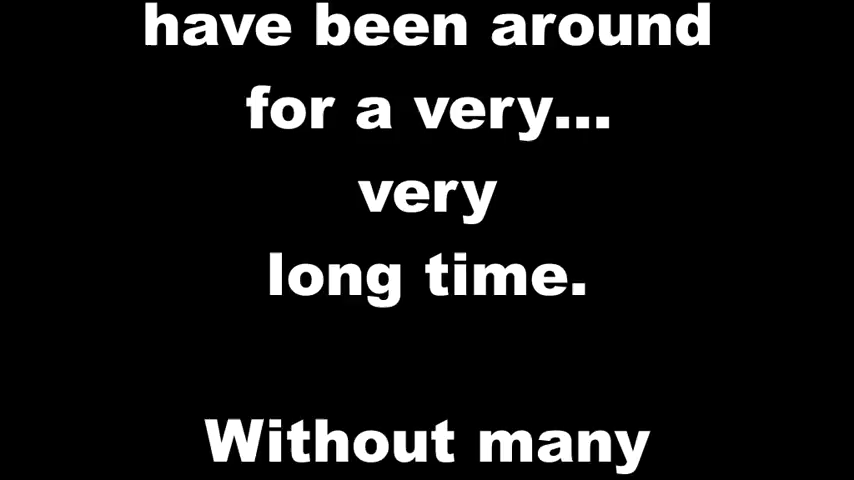 have been around
for a very...
very
long time.
Without many